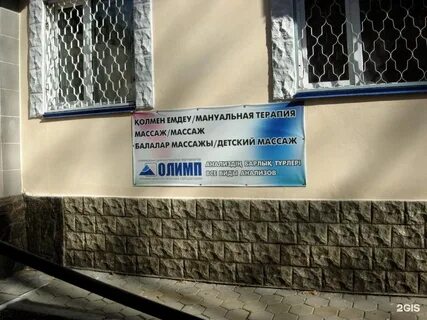 ҚОЛМЕН ЕМДЕУ/МАНУАЛЬНАЯ ТЕРАПИЯ
МАССАЖ/МАССАЖ
БАЛАЛАР МАССАЖЫ/ДЕТСКИЙ МАССАЖ
ОЛИМП
АНАЛИЗДІҢ БАРЛЫҚ ТҮРЛЕРІ
ВСЕ ВИДЫ АНАЛИЗОВ
2GIS